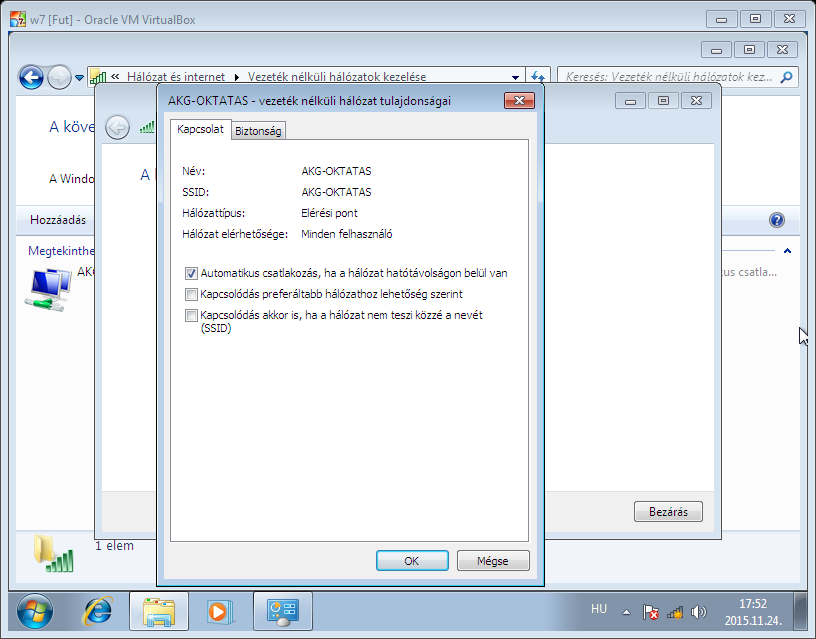 w7 [Fut] - Oracle VM VirtualBox
« Hálózat és internet Vezeték nélküli hálózatok kezelése
Keresés: Vezeték nélküli hálózatok kez...
AKG-OKTATAS - vezeték nélküli hálózat tulajdonságai
Kapcsolat
Biztonság
A köve
A
A Windo
Név: AKG-OKTATAS
SSID: AKG-OKTATAS
Hálózattípus: Elérési pont
Hálózat elérhetősége: Minden felhasználó
Hozzáadás
Megtekinthe
AKG
cus csatla...
Automatikus csatlakozás, ha a hálózat hatótávolságon belül van
Kapcsolódás preferáltabb hálózathoz lehetőség szerint
Kapcsolódás akkor is, ha a hálózat nem teszi közzé a nevét
(SSID)
Bezárás
1 elem
OK
Mégse
HU
17:52
2015.11.24.